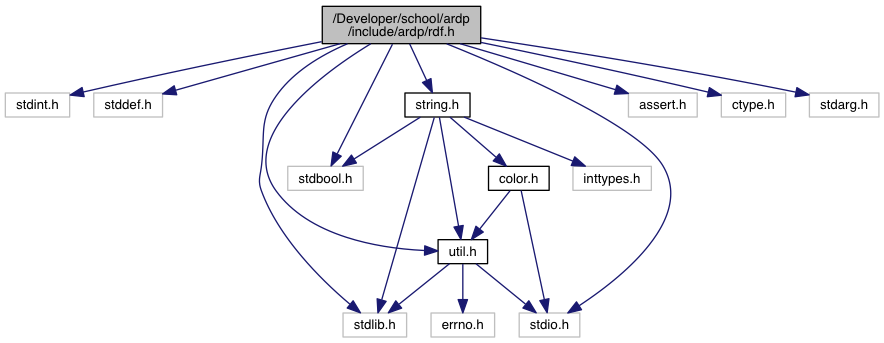 /Developer/school/ardp
/include/ardp/rdf.h
stdint.h
stddef.h
string.h
assert.h
ctype.h
stdarg.h
stdbool.h
color.h
inttypes.h
util.h
stdlib.h
errno.h
stdio.h